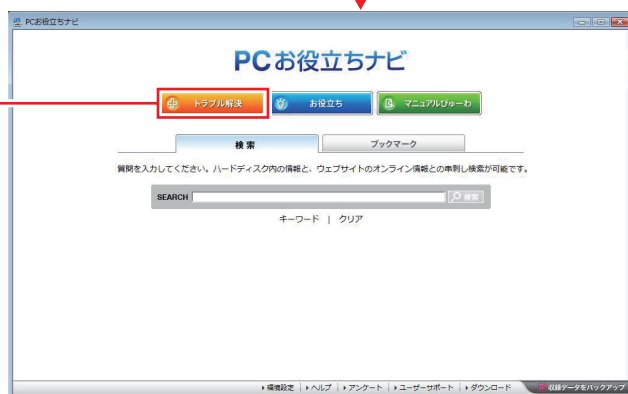 PCお役立ちナビ
PCお役立ちナビ
トラブル解決
お役立ち
マニュアルびゅーわ
検索
ブックマーク
質問を入力してください。ハードディスク内の情報と、ウェブサイトのオンライン情報との串刺し検索が可能です。
SEARCH
検索
キーワード | クリア
環境設定 | ヘルプ | アンケート | ユーザーサポート | ダウンロード
収録データをバックアップ